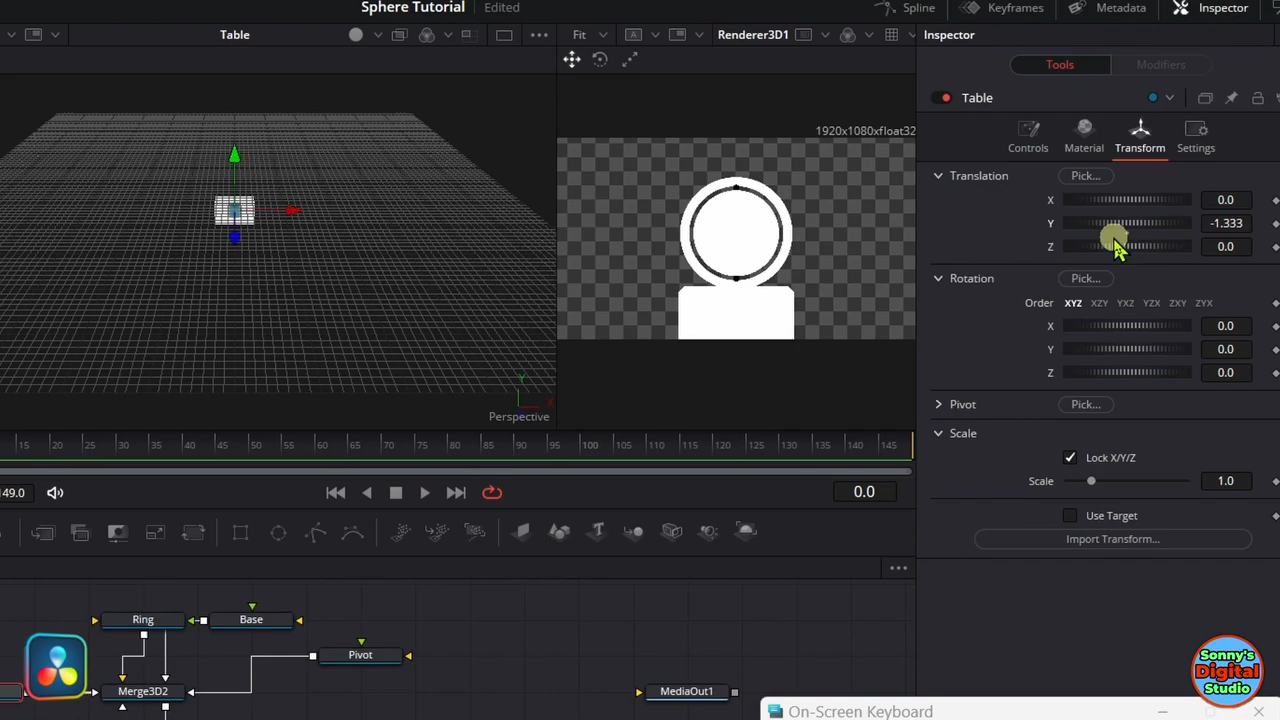 Sphere Tutorial Edited
Spline Keyframes Metadata Inspector
Table Fit A Renderer3D1 Inspector
Tools Modifiers
Table
1920x1080xfloat32
Controls Material Transform Settings
Translation Pick...
X 0.0
Y -1.333
Z 0.0
Rotation Pick...
Order XYZ XZY YXZ YZX ZXY ZYX
X 0.0
Y 0.0
Z 0.0
Y
X
Perspective
Pivot Pick...
Scale
Lock X/Y/Z
Scale 1.0
15 20 25 30 35 40 45 50 55 60 65 70 75 80 85 90 95 100 105 110 115 120 125 130 135 140 145
149.0 0.0
Use Target
Import Transform...
Ring Base
Pivot
Merge3D2 MediaOut1
Sonny's
Digital
Studio
On-Screen Keyboard